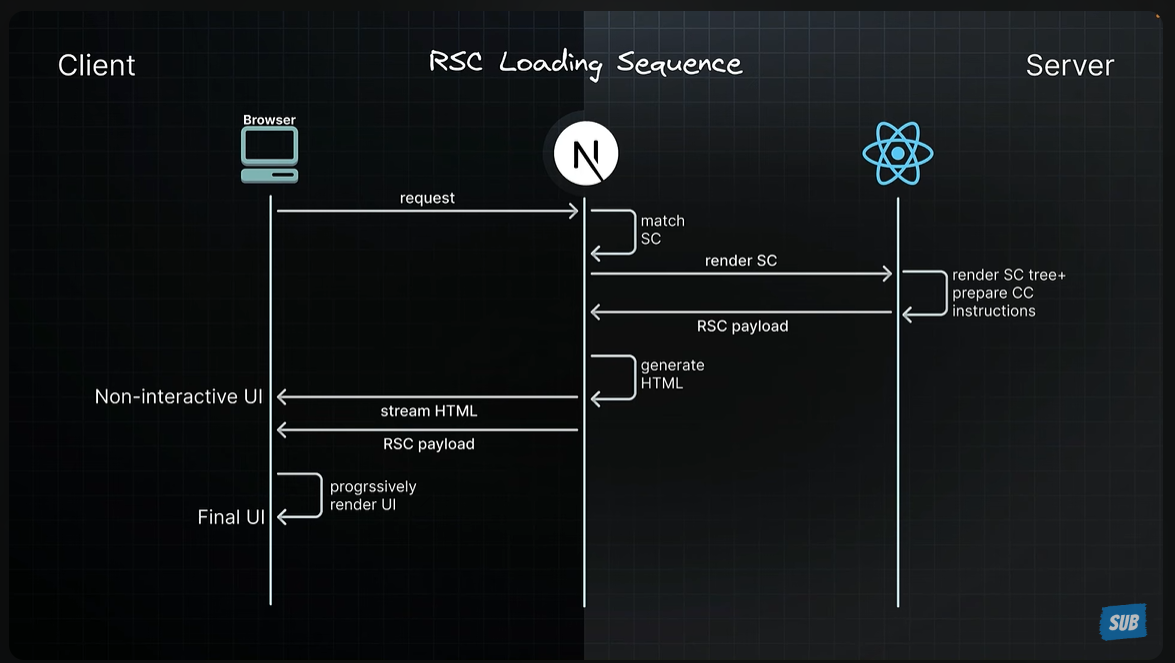 Client
RSC Loading Sequence
Server
Browser
N
request
match
SC
render SC
render SC tree+
prepare CC
instructions
RSC payload
generate
HTML
Non-interactive UI
stream HTML
RSC payload
progrssively
render UI
Final UI
SUB